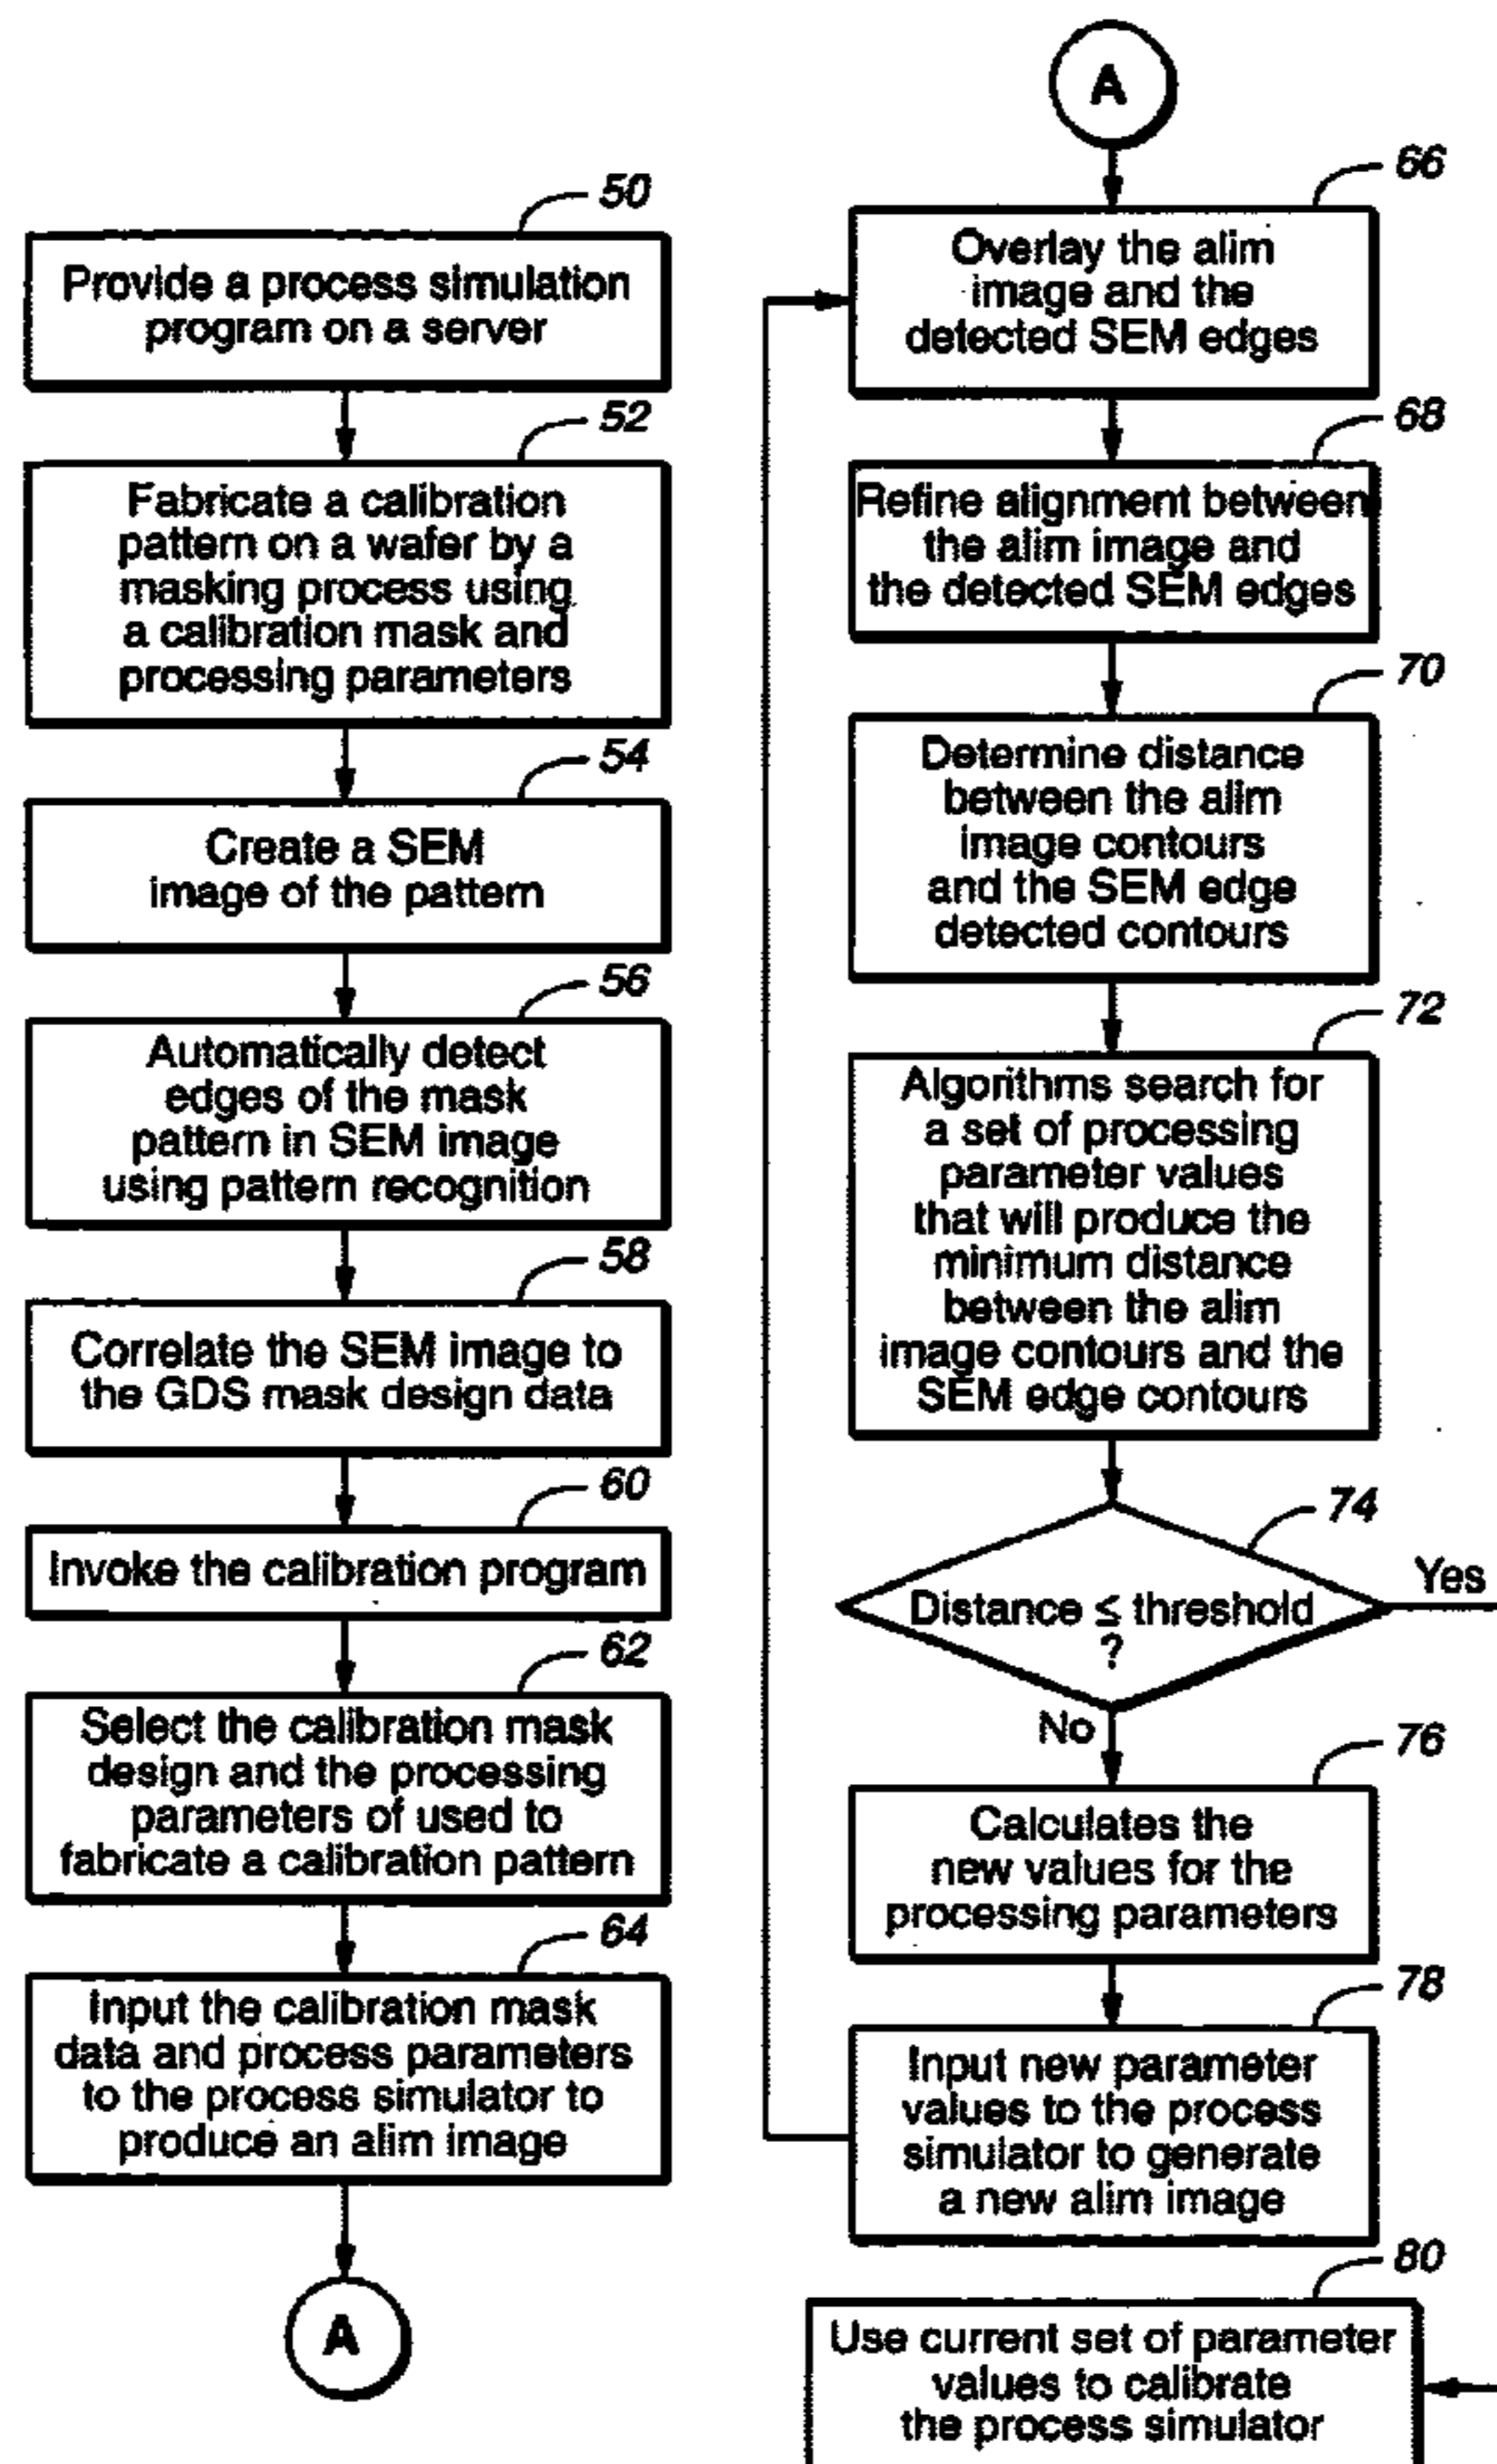 50
Provide a process simulation
program on a server
52
Fabricate a calibration
pattern on a wafer by a
masking process using
a calibration mask and
processing parameters
54
Create a SEM
image of the pattern
56
Automatically detect
edges of the mask
pattern in SEM image
using pattern recognition
58
Correlate the SEM image to
the GDS mask design data
60
Invoke the calibration program
62
Select the calibration mask
design and the processing
parameters of used to
fabricate a calibration pattern
64
Input the calibration mask
data and process parameters
to the process simulator to
produce an alim image
A
A
66
Overlay the alim
image and the
detected SEM edges
68
Refine alignment between
the alim image and
the detected SEM edges
70
Determine distance
between the alim
image contours
and the SEM edge
detected contours
72
Algorithms search for
a set of processing
parameter values
that will produce the
minimum distance
between the alim
image contours and the
SEM edge contours
74
Distance ≤ threshold
?
Yes
No
76
Calculates the
new values for the
processing parameters
78
Input new parameter
values to the process
simulator to generate
a new alim image
80
Use current set of parameter
values to calibrate
the process simulator